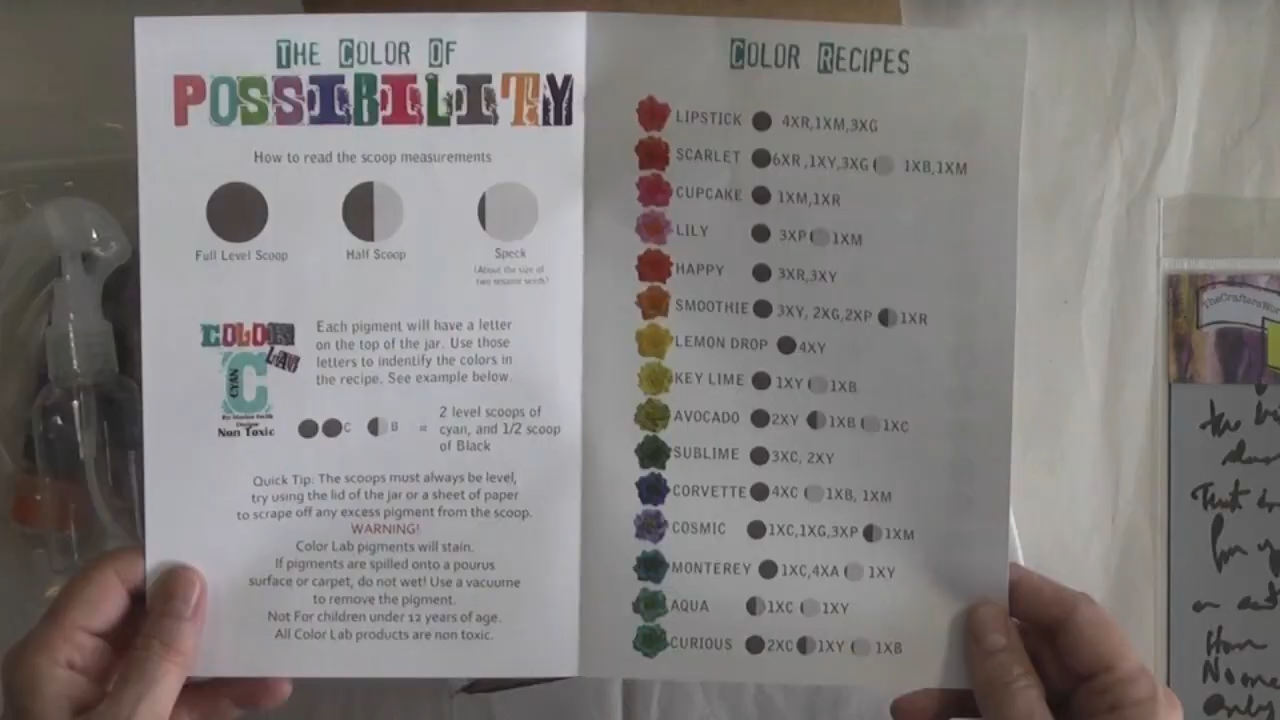 THE COLOR OF
POSSIBILITY
How to read the scoop measurements
Full Level Scoop
Half Scoop
Speck
(About the size of
two sesame seeds)
COLOR
LAB
CYAN
C
Non Toxic
Each pigment will have a letter
on the top of the jar. Use those
letters to indentify the colors in
the recipe. See example below.
C B = 2 level scoops of
cyan, and 1/2 scoop
of Black
Quick Tip: The scoops must always be level,
try using the lid of the jar or a sheet of paper
to scrape off any excess pigment from the scoop.
WARNING!
Color Lab pigments will stain.
If pigments are spilled onto a pourus
surface or carpet, do not wet! Use a vacuume
to remove the pigment.
Not For children under 12 years of age.
All Color Lab products are non toxic.
COLOR RECIPES
LIPSTICK 4XR,1XM,3XG
SCARLET 6XR,1XY,3XG 1XB,1XM
CUPCAKE 1XM,1XR
LILY 3XP 1XM
HAPPY 3XR,3XY
SMOOTHIE 3XY, 2XG,2XP 1XR
LEMON DROP 4XY
KEY LIME 1XY 1XB
AVOCADO 2XY 1XB 1XC
SUBLIME 3XC, 2XY
CORVETTE 4XC 1XB, 1XM
COSMIC 1XC,1XG,3XP 1XM
MONTEREY 1XC,4XA 1XY
AQUA 1XC 1XY
CURIOUS 2XC 1XY 1XB